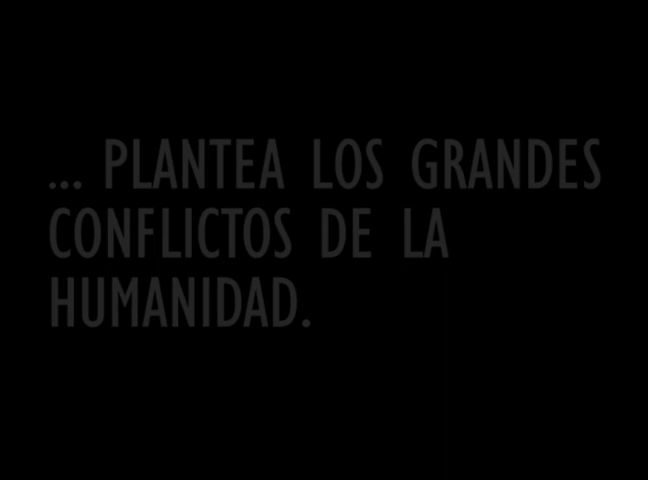 ... PLANTEA LOS GRANDES
CONFLICTOS DE LA
HUMANIDAD.